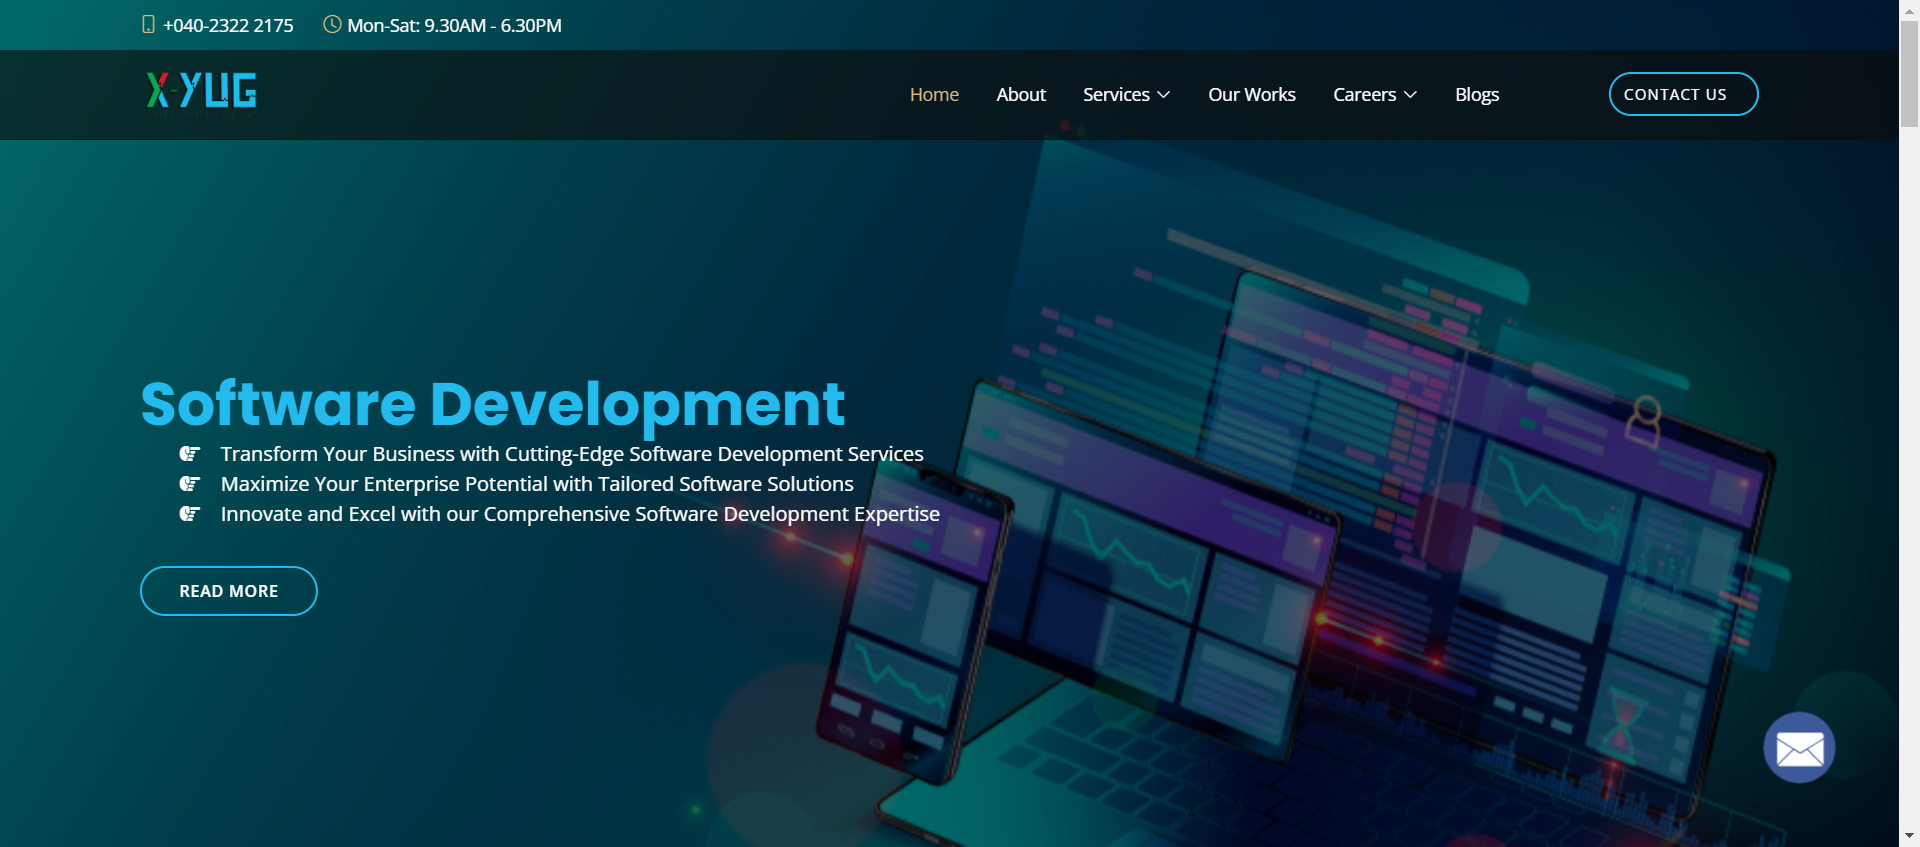 +040-2322 2175 Mon-Sat: 9.30AM - 6.30PM
X-YUG
Home About Services Our Works Careers Blogs CONTACT US
Software Development
Transform Your Business with Cutting-Edge Software Development Services
Maximize Your Enterprise Potential with Tailored Software Solutions
Innovate and Excel with our Comprehensive Software Development Expertise
READ MORE